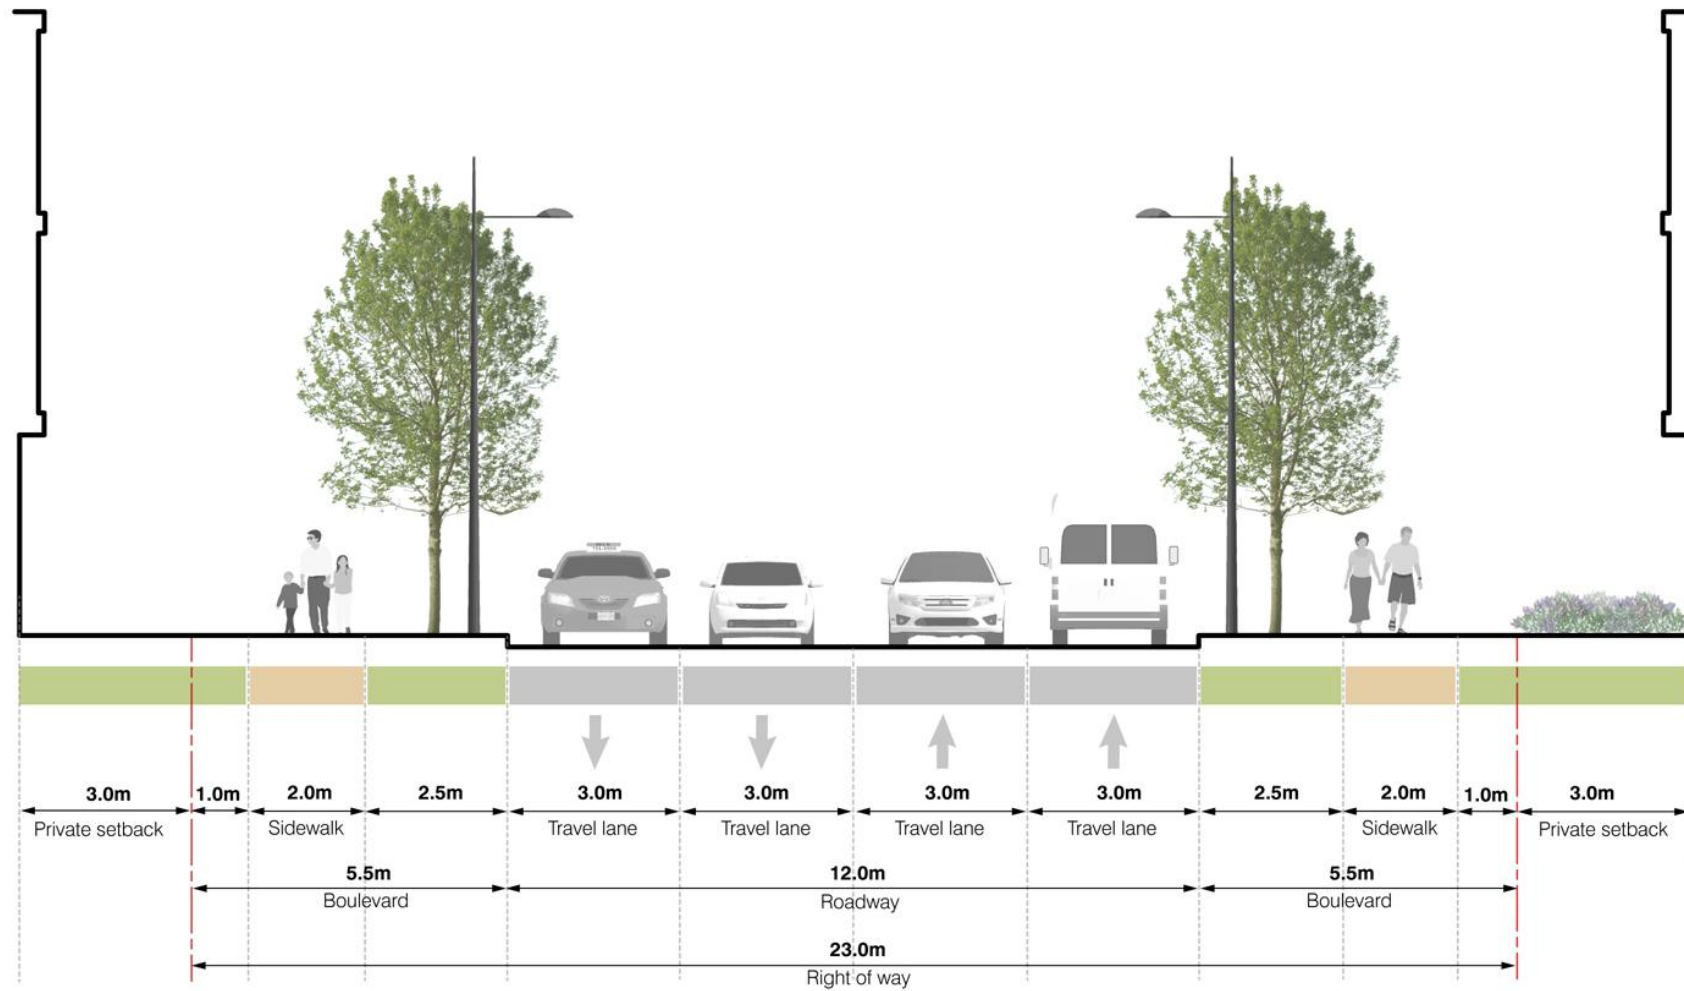 3.0m 1.0m 2.0m 2.5m 3.0m 3.0m 3.0m 3.0m 2.5m 2.0m 1.0m 3.0m
Private setback Sidewalk Travel lane Travel lane Travel lane Travel lane Sidewalk Private setback
5.5m 12.0m 5.5m
Boulevard Roadway Boulevard
23.0m
Right of way